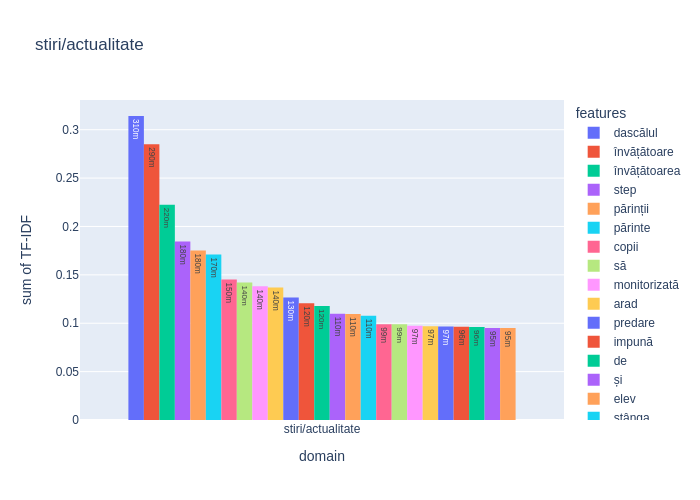 stiri/actualitate
features
dascălul
învățătoare
învățătoarea
step
părinții
părinte
copii
să
monitorizată
arad
predare
impună
de
și
elev
stânga
sum of TF-IDF
0.3
0.25
0.2
0.15
0.1
0.05
0
310m
290m
220m
180m
180m
170m
150m
140m
140m
140m
130m
120m
120m
110m
110m
110m
99m
99m
97m
97m
97m
96m
96m
95m
95m
stiri/actualitate
domain